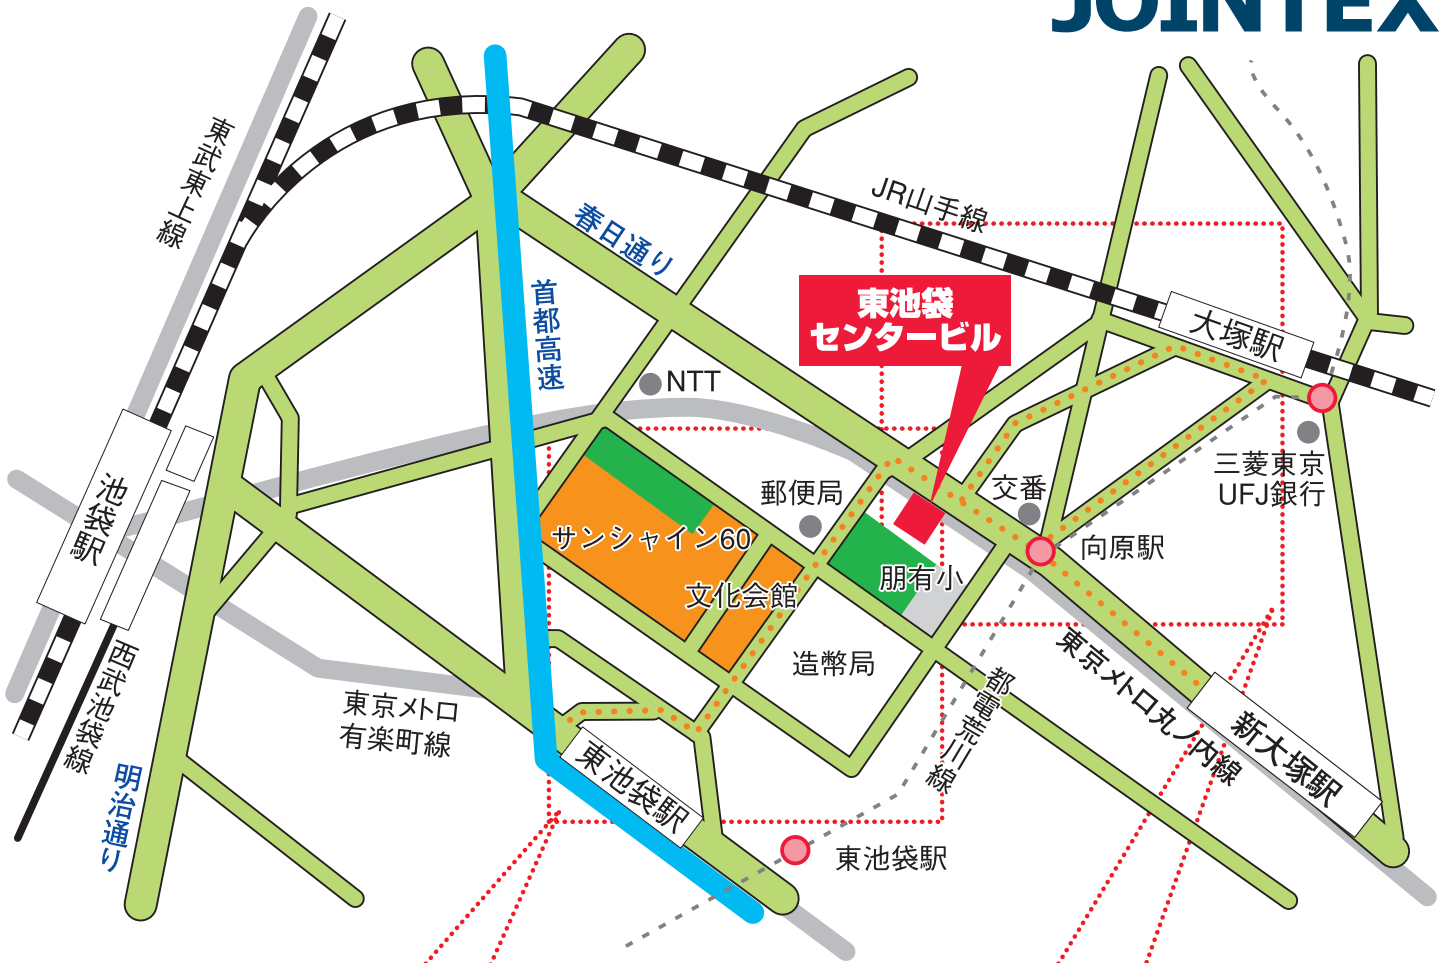 JOINTEX
東武東上線
JR山手線
春日通り
首都高速
東池袋
センタービル
大塚駅
NTT
三菱東京
UFJ銀行
郵便局
交番
池袋駅
サンシャイン60
向原駅
朋有小
文化会館
造幣局
西武池袋線
東京メトロ
有楽町線
都電荒川線
東京メトロ丸ノ内線
新大塚駅
明治通り
東池袋駅
東池袋駅